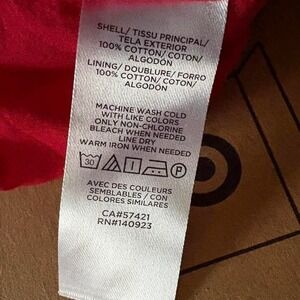 SHELL/ TISSU PRINCIPAL/
TELA EXTERIOR
100% COTTON/ COTON/
ALGODÓN
LINING/ DOUBLURE/ FORRO
100% COTTON/ COTON/
ALGODÓN
MACHINE WASH COLD
WITH LIKE COLORS
ONLY NON-CHLORINE
BLEACH WHEN NEEDED
LINE DRY
WARM IRON WHEN NEEDED
30 P
AVEC DES COULEURS
SEMBLABLES / CON
COLORES SIMILARES
CA#57421
RN#140923